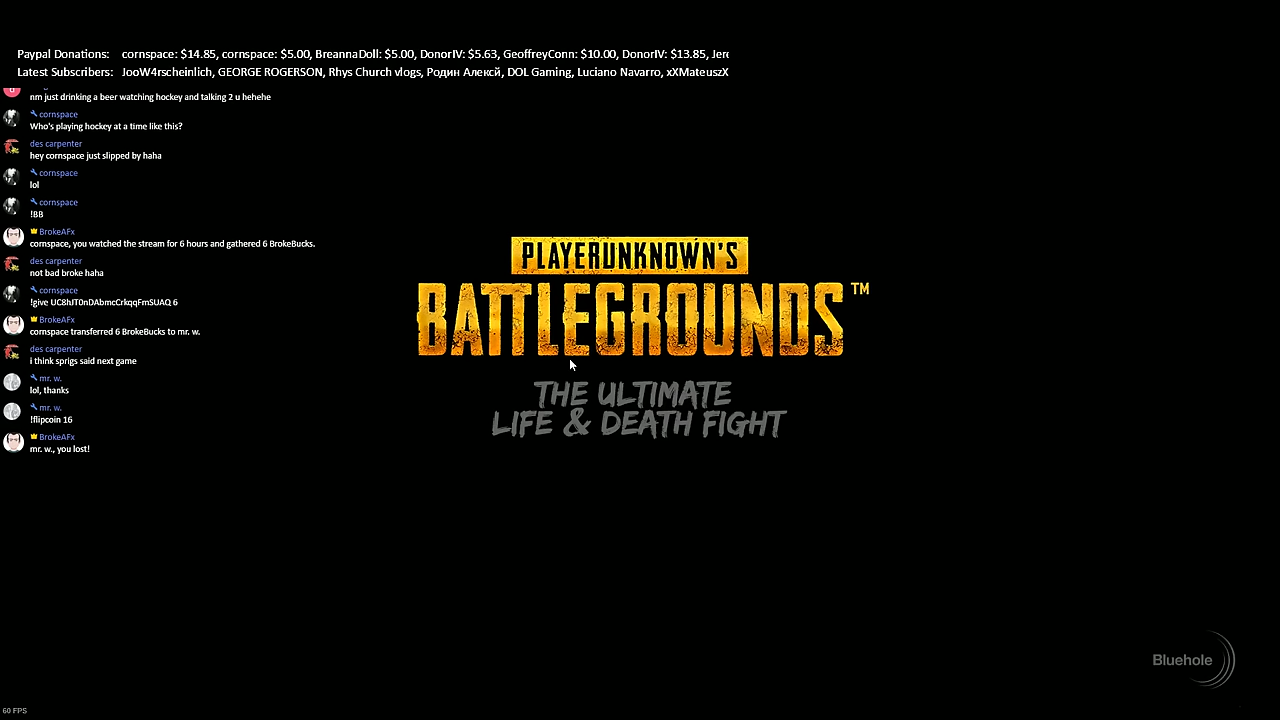 Paypal Donations: cornspace: $14.85, cornspace: $5.00, BreannaDoll: $5.00, DonorIV: $5.63, GeoffreyConn: $10.00, DonorIV: $13.85, Jere
Latest Subscribers: JooW4rscheinlich, GEORGE ROGERSON, Rhys Church vlogs, Родин Алексй, DOL Gaming, Luciano Navarro, xXMateuszX
nm just drinking a beer watching hockey and talking 2 u hehehe
cornspace
Who's playing hockey at a time like this?
des carpenter
hey cornspace just slipped by haha
cornspace
lol
cornspace
!BB
BrokeAFx
cornspace, you watched the stream for 6 hours and gathered 6 BrokeBucks.
des carpenter
not bad broke haha
cornspace
!give UC8hJT0nDAbmcCrkqqFmSUAQ 6
BrokeAFx
cornspace transferred 6 BrokeBucks to mr. w.
des carpenter
i think sprigs said next game
mr. w.
lol, thanks
mr. w.
!flipcoin 16
BrokeAFx
mr. w., you lost!
PLAYERUNKNOWN'S
BATTLEGROUNDS™
THE ULTIMATE
LIFE & DEATH FIGHT
Bluehole
60 FPS